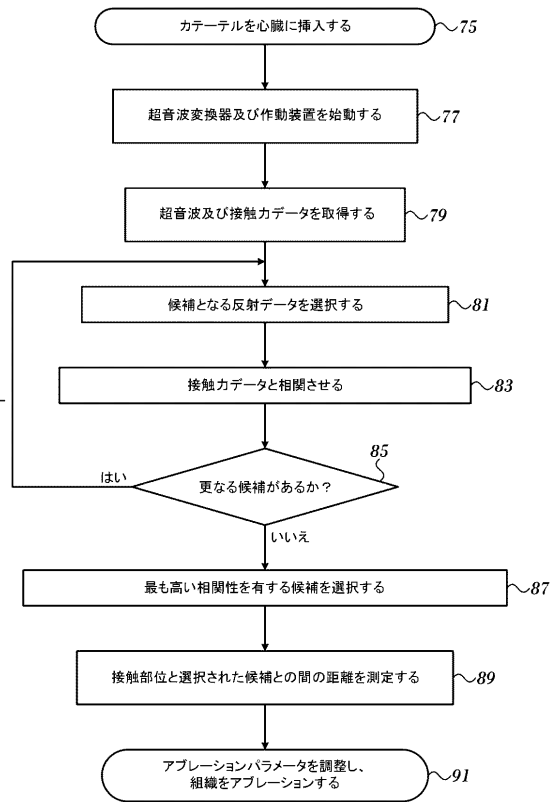 カテーテルを心臓に挿入する
75
超音波変換器及び作動装置を始動する
77
超音波及び接触力データを取得する
79
候補となる反射データを選択する
81
接触力データと相関させる
83
85
更なる候補があるか？
はい
いいえ
最も高い相関性を有する候補を選択する
87
接触部位と選択された候補との間の距離を測定する
89
アブレーションパラメータを調整し、
組織をアブレーションする
91